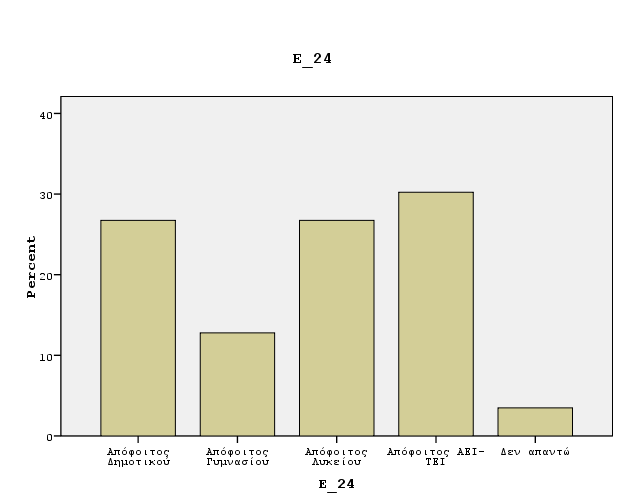 E_24
Percent
40
30
20
10
0
Απόφοιτος
Δημοτικού
Απόφοιτος
Γυμνασίου
Απόφοιτος
Λυκείου
Απόφοιτος ΑΕΙ-
ΤΕΙ
Δεν απαντώ
E_24